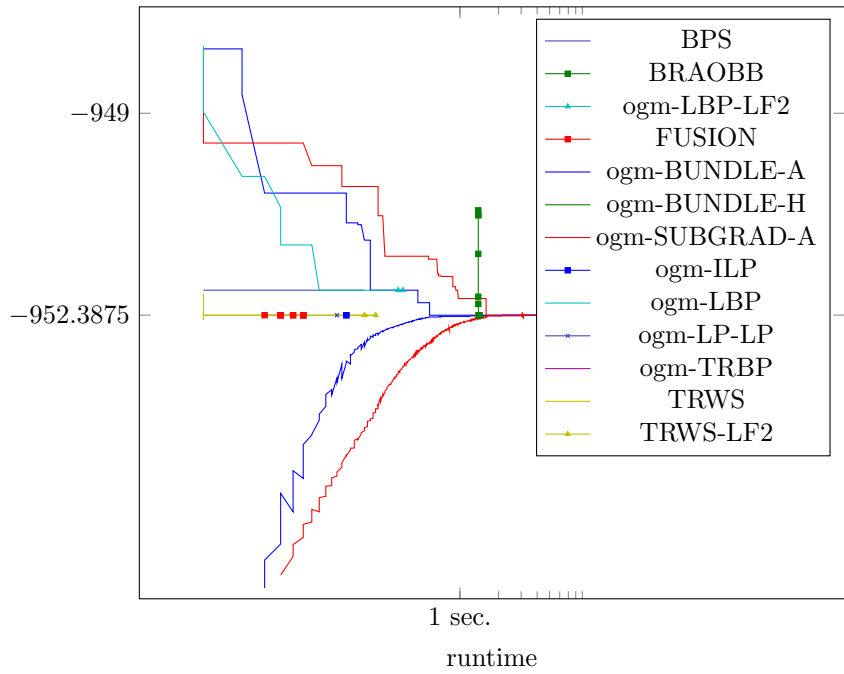 BPS
BRAOBB
ogm-LBP-LF2
FUSION
ogm-BUNDLE-A
ogm-BUNDLE-H
ogm-SUBGRAD-A
ogm-ILP
ogm-LBP
ogm-LP-LP
ogm-TRBP
TRWS
TRWS-LF2
−949
−952.3875
1 sec.
runtime